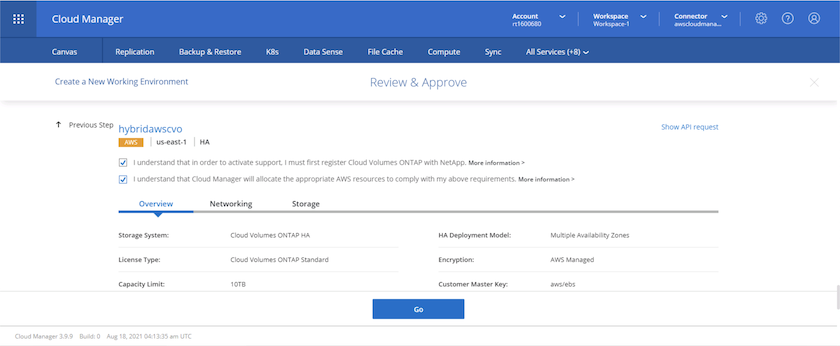 Cloud Manager
Account
rt1600680
Workspace
Workspace-1
Connector
awscloudmana...
Canvas Replication Backup & Restore K8s Data Sense File Cache Compute Sync All Services (+8)
Create a New Working Environment
Review & Approve
Previous Step
hybridawscvo
Show API request
AWS us-east-1 HA
I understand that in order to activate support, I must first register Cloud Volumes ONTAP with NetApp. More information >
I understand that Cloud Manager will allocate the appropriate AWS resources to comply with my above requirements. More information >
Overview Networking Storage
Storage System: Cloud Volumes ONTAP HA
HA Deployment Model: Multiple Availability Zones
License Type: Cloud Volumes ONTAP Standard
Encryption: AWS Managed
Capacity Limit: 10TB
Customer Master Key: aws/ebs
Go
Cloud Manager 3.9.9 Build: 0 Aug 18, 2021 04:13:35 am UTC